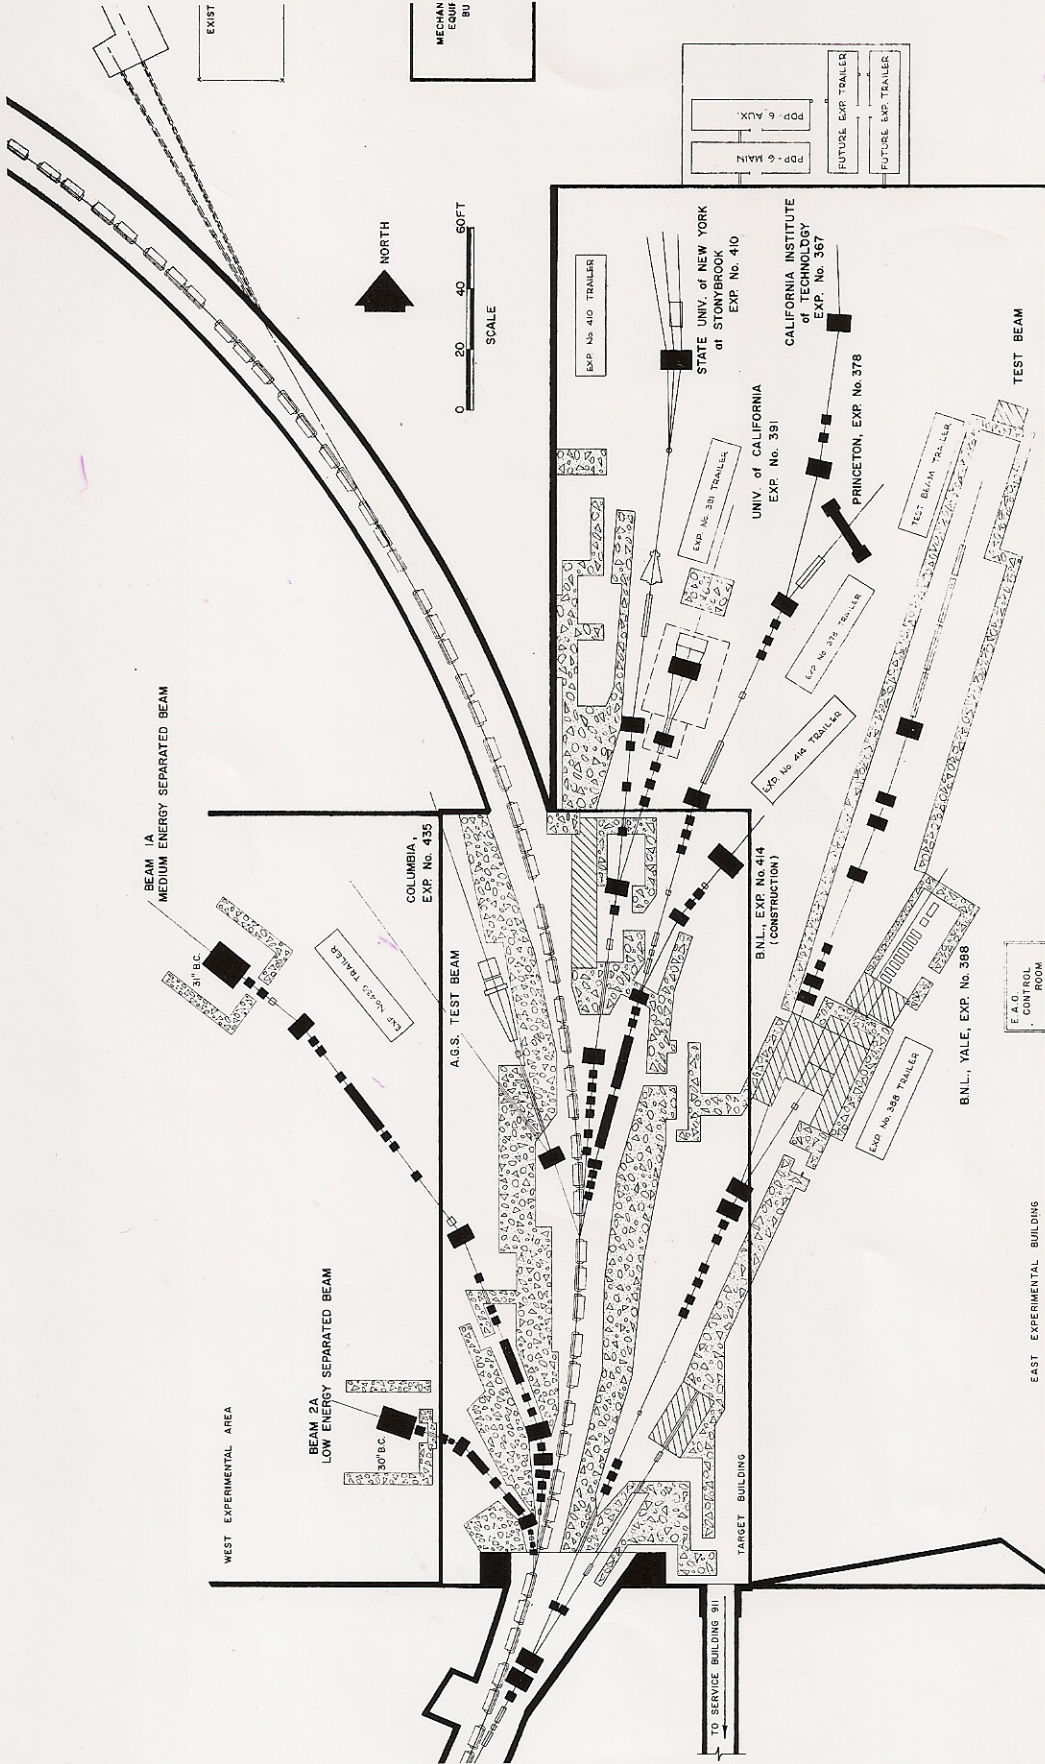 EXIST
MECHAN
EQUIP
BU
PDP-6 AUX.
PDP-6 MAIN
FUTURE EXP. TRAILER
FUTURE EXP. TRAILER
NORTH
0 20 40 60FT
SCALE
EXP. No. 410 TRAILER
STATE UNIV. of NEW YORK
at STONYBROOK
EXP. No. 410
CALIFORNIA INSTITUTE
of TECHNOLOGY
EXP. No. 367
UNIV. of CALIFORNIA
EXP. No. 391
EXP. No. 391 TRAILER
PRINCETON, EXP. No. 378
EXP. No. 378 TRAILER
TEST BEAM TRAILER
TEST BEAM
EXP. No. 414 TRAILER
BEAM 1A
MEDIUM ENERGY SEPARATED BEAM
31" B.C.
COLUMBIA,
EXP. No. 435
EXP. No. 435 TRAILER
A.G.S. TEST BEAM
B.N.L., EXP. No. 414
(CONSTRUCTION)
B.N.L., YALE, EXP. No. 388
EXP. No. 388 TRAILER
E.A.O.
CONTROL
ROOM
BEAM 2A
LOW ENERGY SEPARATED BEAM
30" B.C.
WEST EXPERIMENTAL AREA
TARGET BUILDING
EAST EXPERIMENTAL BUILDING
TO SERVICE BUILDING 911